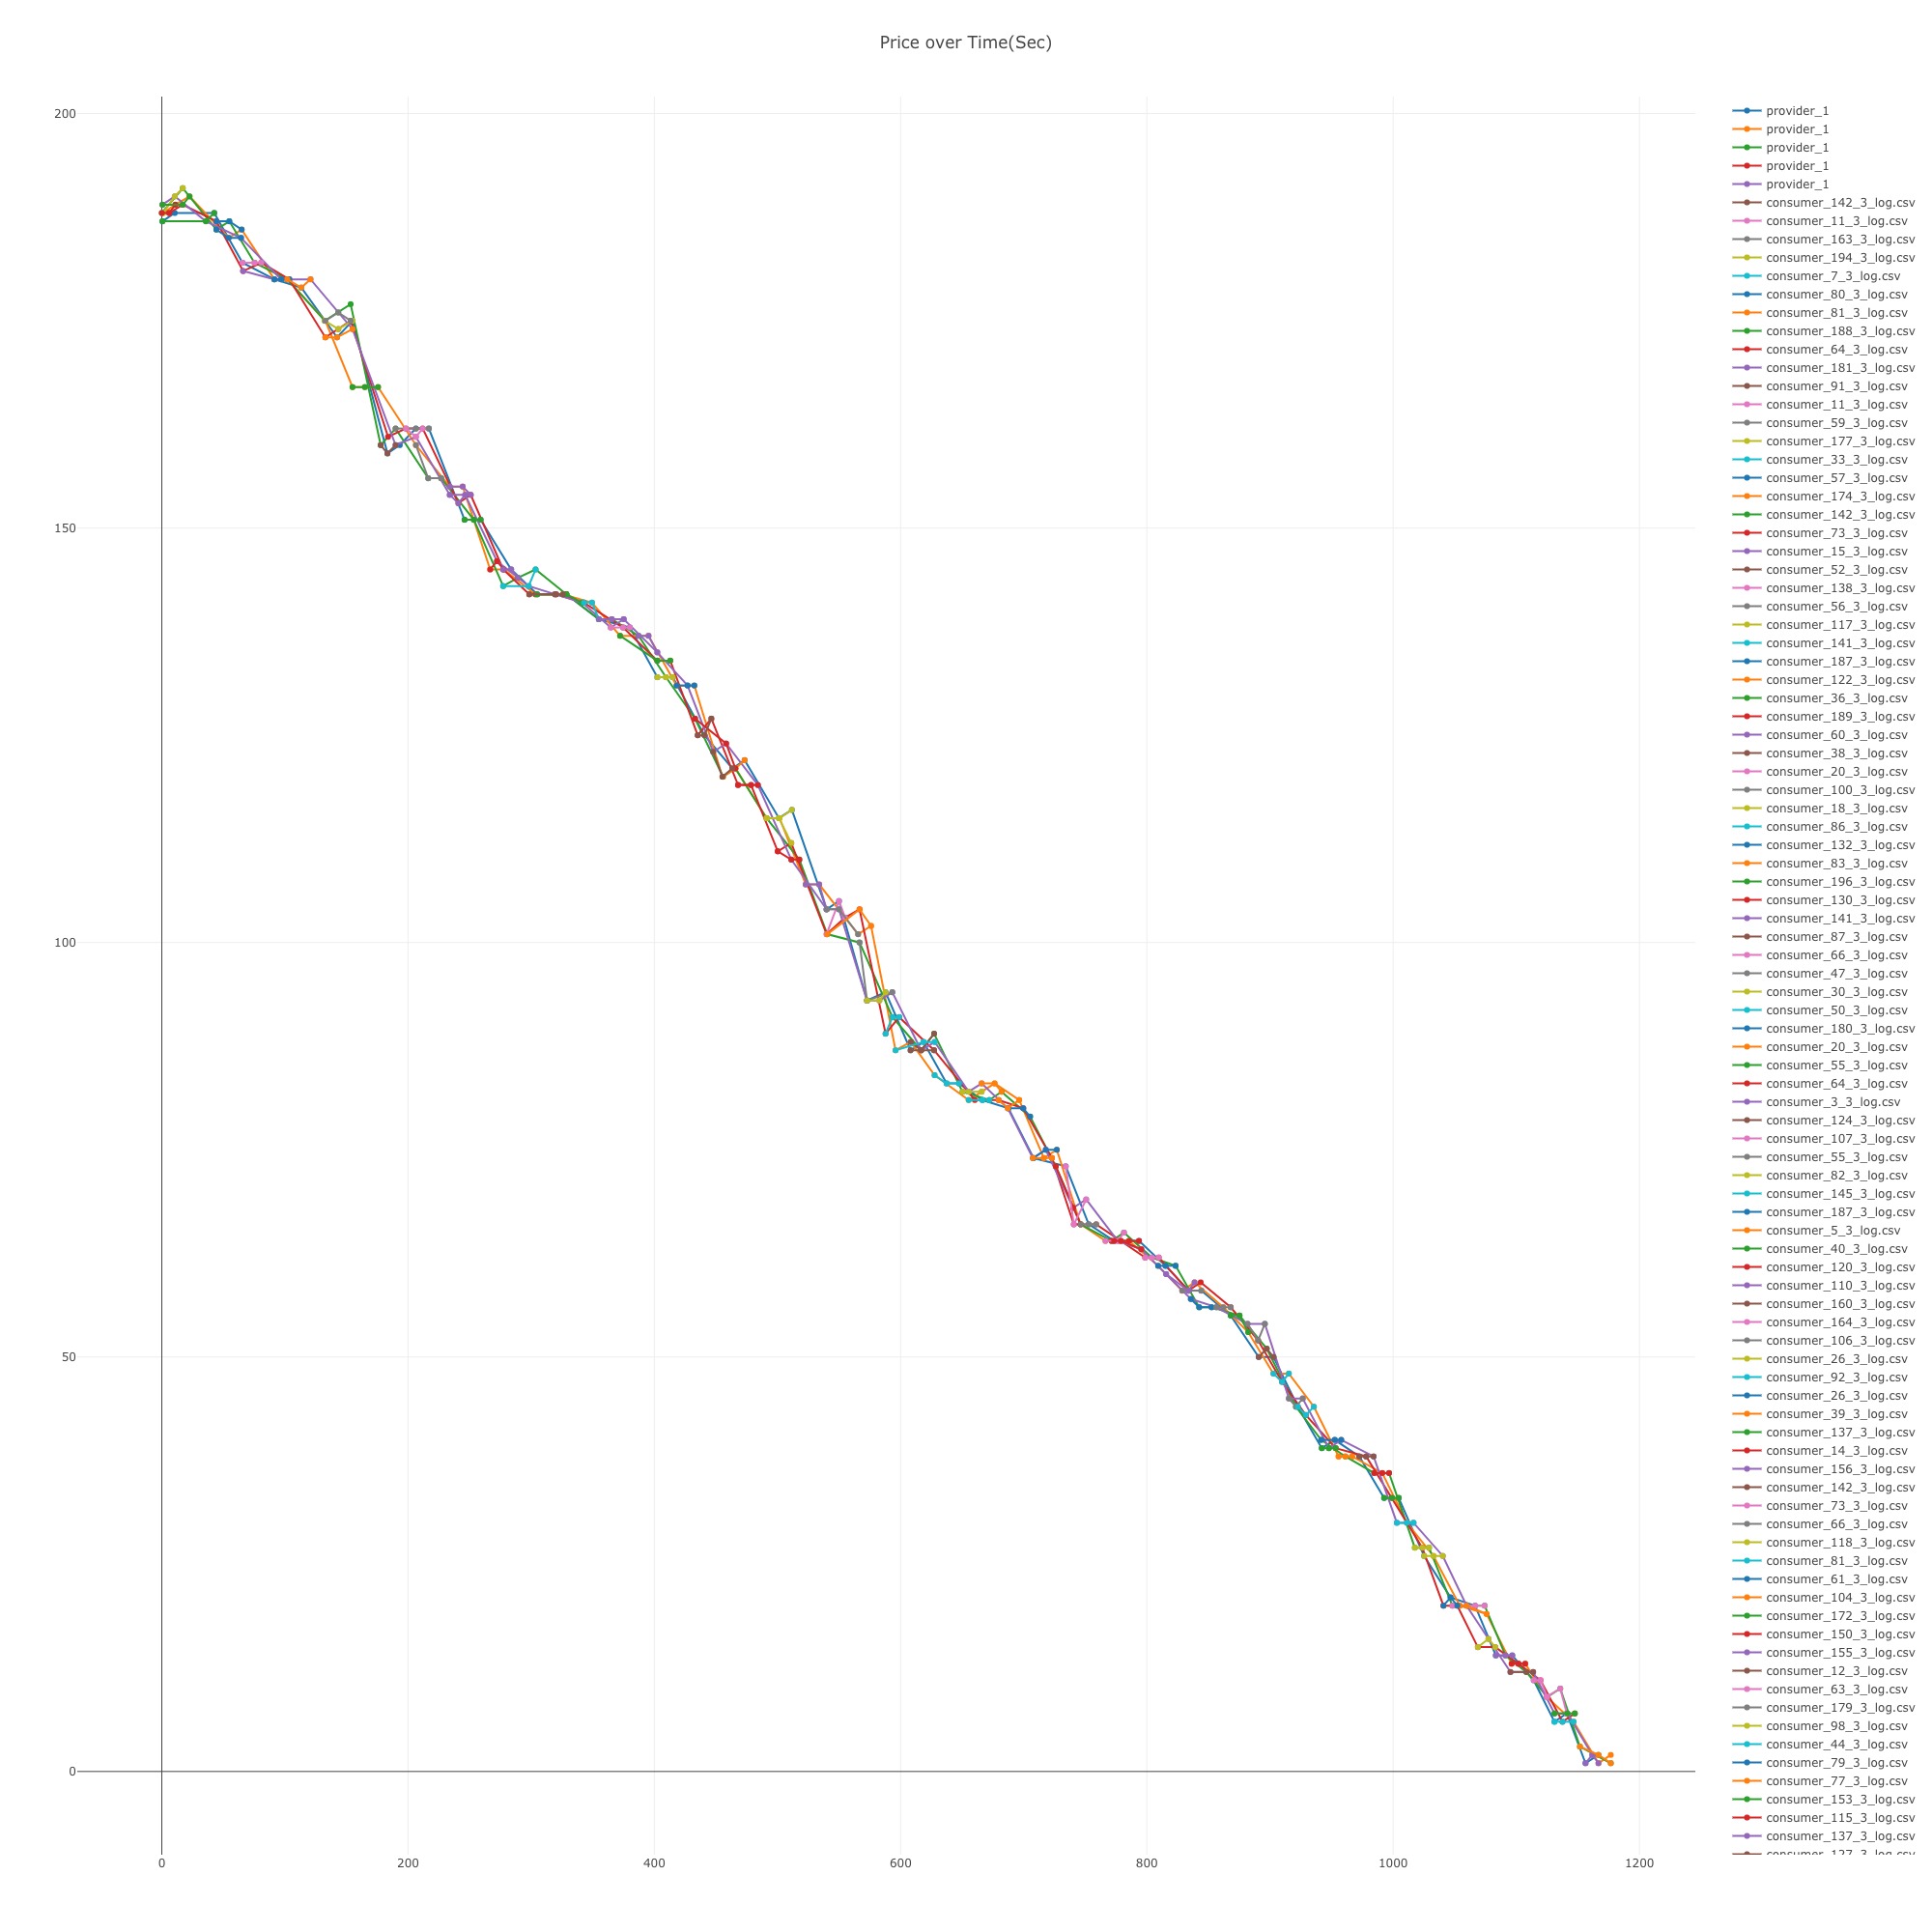 Price over Time(Sec)
200
150
100
50
0
0 200 400 600 800 1000 1200
provider_1
provider_1
provider_1
provider_1
provider_1
consumer_142_3_log.csv
consumer_11_3_log.csv
consumer_163_3_log.csv
consumer_194_3_log.csv
consumer_7_3_log.csv
consumer_80_3_log.csv
consumer_81_3_log.csv
consumer_188_3_log.csv
consumer_64_3_log.csv
consumer_181_3_log.csv
consumer_91_3_log.csv
consumer_11_3_log.csv
consumer_59_3_log.csv
consumer_177_3_log.csv
consumer_33_3_log.csv
consumer_57_3_log.csv
consumer_174_3_log.csv
consumer_142_3_log.csv
consumer_73_3_log.csv
consumer_15_3_log.csv
consumer_52_3_log.csv
consumer_138_3_log.csv
consumer_56_3_log.csv
consumer_117_3_log.csv
consumer_141_3_log.csv
consumer_187_3_log.csv
consumer_122_3_log.csv
consumer_36_3_log.csv
consumer_189_3_log.csv
consumer_60_3_log.csv
consumer_38_3_log.csv
consumer_20_3_log.csv
consumer_100_3_log.csv
consumer_18_3_log.csv
consumer_86_3_log.csv
consumer_132_3_log.csv
consumer_83_3_log.csv
consumer_196_3_log.csv
consumer_130_3_log.csv
consumer_141_3_log.csv
consumer_87_3_log.csv
consumer_66_3_log.csv
consumer_47_3_log.csv
consumer_30_3_log.csv
consumer_50_3_log.csv
consumer_180_3_log.csv
consumer_20_3_log.csv
consumer_55_3_log.csv
consumer_64_3_log.csv
consumer_3_3_log.csv
consumer_124_3_log.csv
consumer_107_3_log.csv
consumer_55_3_log.csv
consumer_82_3_log.csv
consumer_145_3_log.csv
consumer_187_3_log.csv
consumer_5_3_log.csv
consumer_40_3_log.csv
consumer_120_3_log.csv
consumer_110_3_log.csv
consumer_160_3_log.csv
consumer_164_3_log.csv
consumer_106_3_log.csv
consumer_26_3_log.csv
consumer_92_3_log.csv
consumer_26_3_log.csv
consumer_39_3_log.csv
consumer_137_3_log.csv
consumer_14_3_log.csv
consumer_156_3_log.csv
consumer_142_3_log.csv
consumer_73_3_log.csv
consumer_66_3_log.csv
consumer_118_3_log.csv
consumer_81_3_log.csv
consumer_61_3_log.csv
consumer_104_3_log.csv
consumer_172_3_log.csv
consumer_150_3_log.csv
consumer_155_3_log.csv
consumer_12_3_log.csv
consumer_63_3_log.csv
consumer_179_3_log.csv
consumer_98_3_log.csv
consumer_44_3_log.csv
consumer_79_3_log.csv
consumer_77_3_log.csv
consumer_153_3_log.csv
consumer_115_3_log.csv
consumer_137_3_log.csv